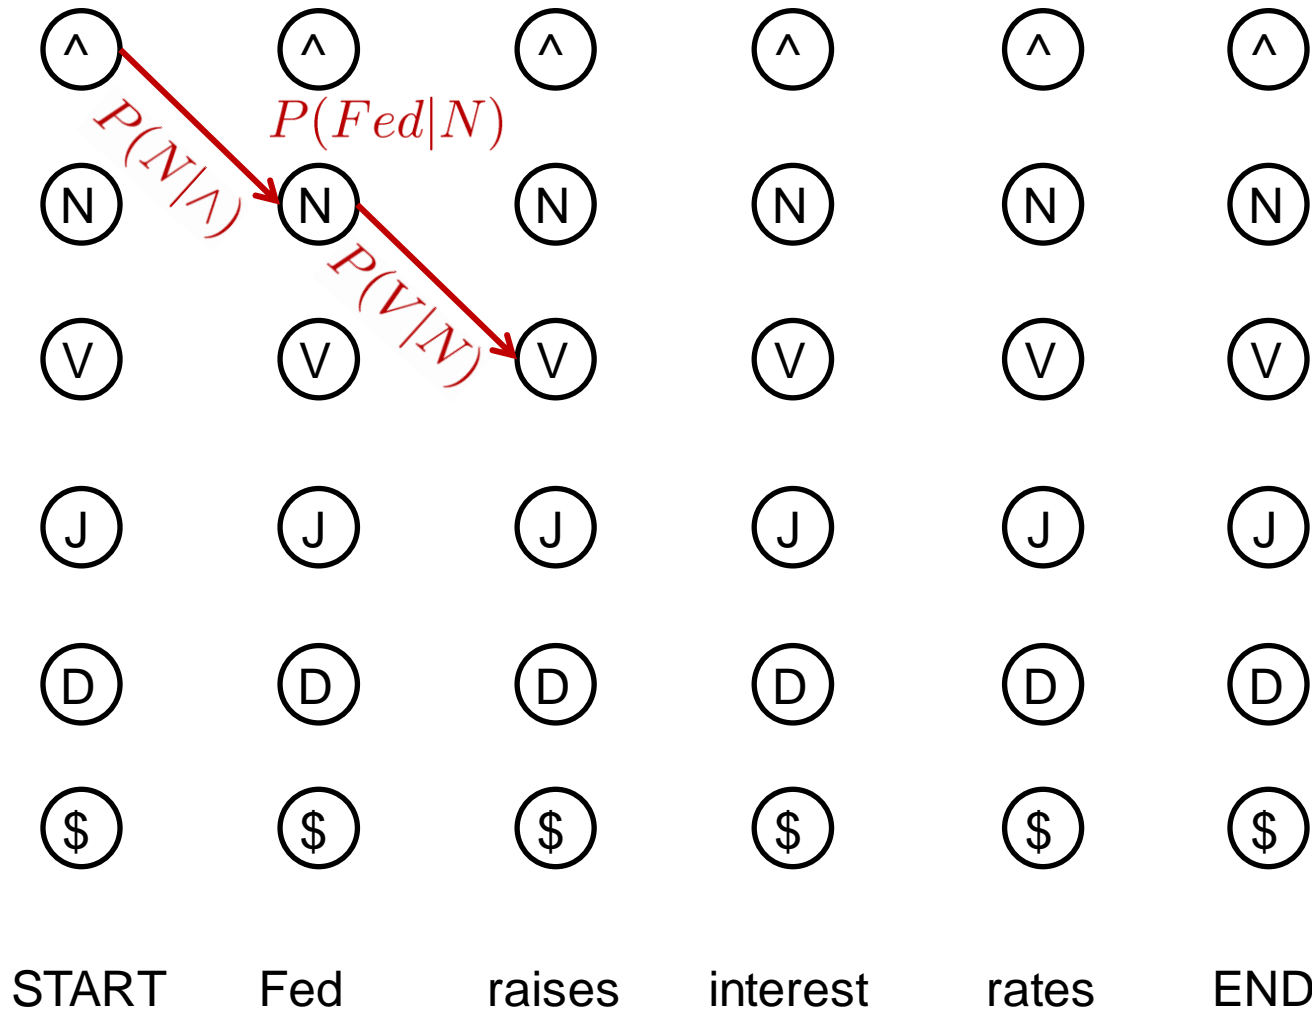 ^ ^ ^ ^ ^ ^
P(N|∧) P(Fed|N)
N N N N N N
P(V|N)
V V V V V V
J J J J J J
D D D D D D
$ $ $ $ $ $
START Fed raises interest rates END